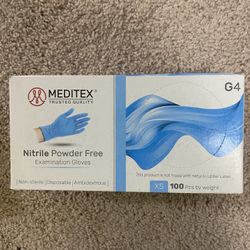 MEDITEX®
TRUSTED QUALITY
G4
Nitrile Powder Free
Examination Gloves
Non-sterile | Disposable | Ambidextrous
This product is not made with natural Rubber Latex
XS 100 Pcs by weight